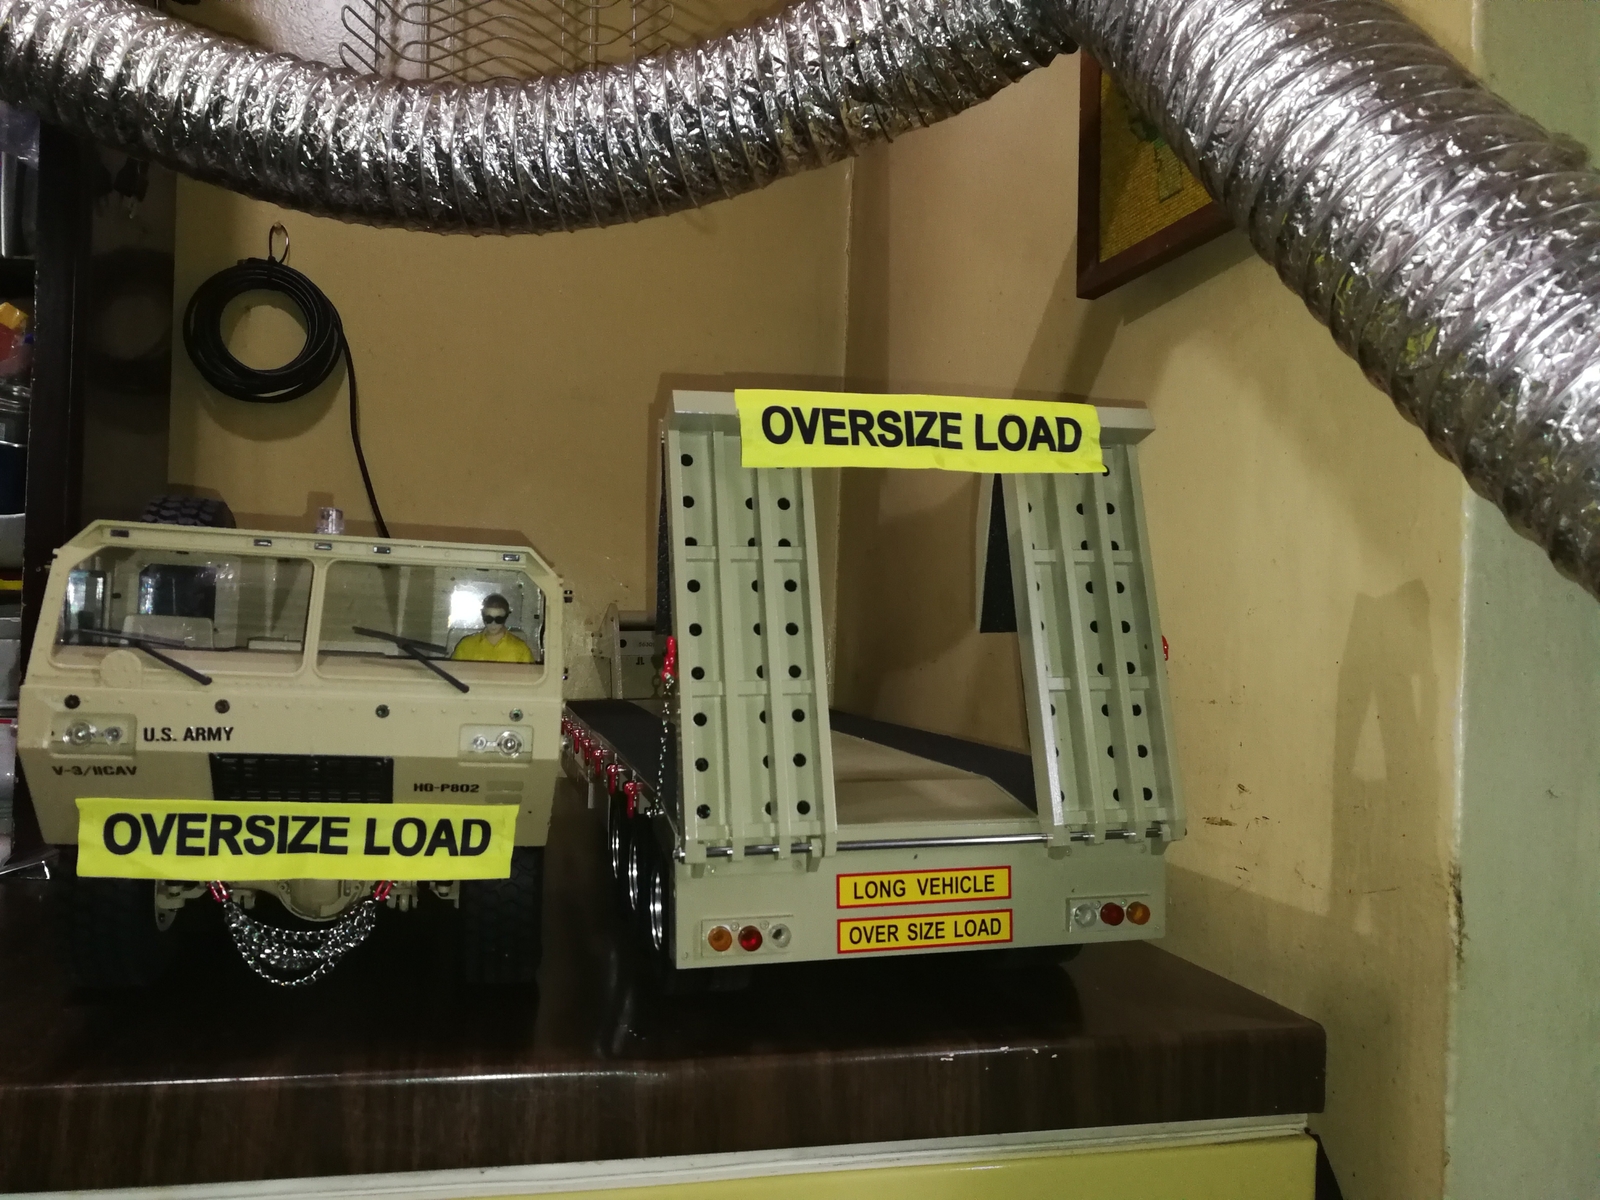 OVERSIZE LOAD
U.S. ARMY
V-3/11CAV
HG-P802
OVERSIZE LOAD
LONG VEHICLE
OVER SIZE LOAD